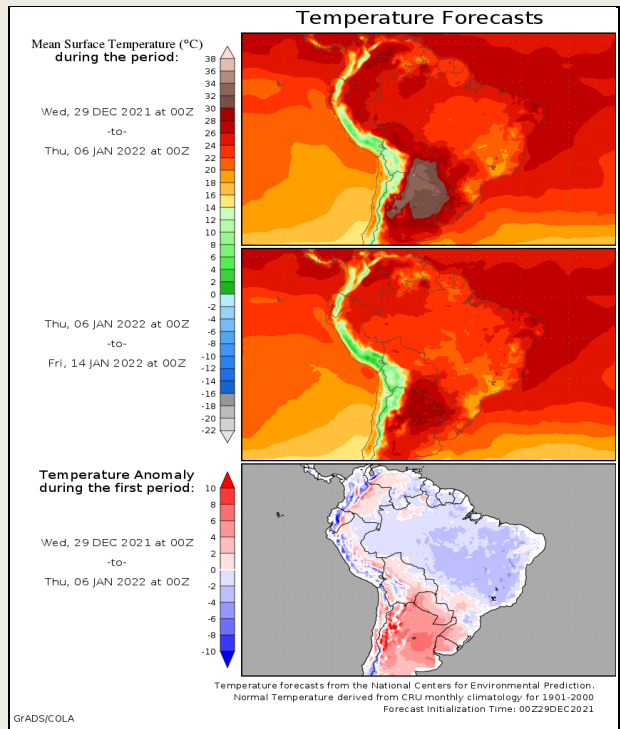 Temperature Forecasts
Mean Surface Temperature (°C)
during the period:
38
36
34
32
30
28
26
24
22
20
18
16
14
12
10
8
6
4
2
0
-2
-4
-6
-8
-10
-12
-14
-16
-18
-20
-22
Wed, 29 DEC 2021 at 00Z
-to-
Thu, 06 JAN 2022 at 00Z
Thu, 06 JAN 2022 at 00Z
-to-
Fri, 14 JAN 2022 at 00Z
Temperature Anomaly
during the first period:
10
8
6
4
2
0
-2
-4
-6
-8
-10
Wed, 29 DEC 2021 at 00Z
-to-
Thu, 06 JAN 2022 at 00Z
Temperature forecasts from the National Centers for Environmental Prediction.
Normal Temperature derived from CRU monthly climatology for 1901-2000
Forecast Initialization Time: 00Z29DEC2021
GrADS/COLA